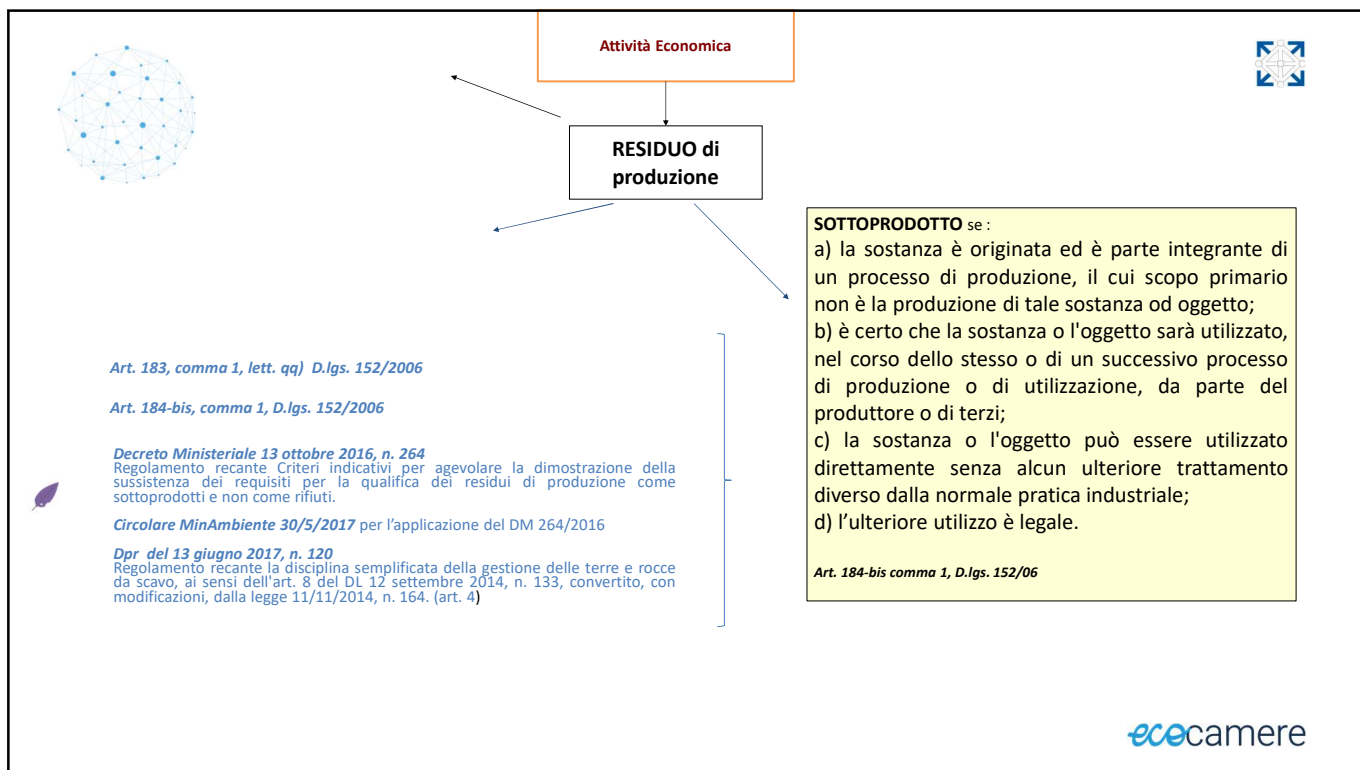 Attività Economica
RESIDUO di
produzione
SOTTOPRODOTTO se :
a) la sostanza è originata ed è parte integrante di
un processo di produzione, il cui scopo primario
non è la produzione di tale sostanza od oggetto;
b) è certo che la sostanza o l'oggetto sarà utilizzato,
nel corso dello stesso o di un successivo processo
di produzione o di utilizzazione, da parte del
produttore o di terzi;
c) la sostanza o l'oggetto può essere utilizzato
direttamente senza alcun ulteriore trattamento
diverso dalla normale pratica industriale;
d) l’ulteriore utilizzo è legale.
Art. 184-bis comma 1, D.lgs. 152/06
Art. 183, comma 1, lett. qq) D.lgs. 152/2006
Art. 184-bis, comma 1, D.lgs. 152/2006
Decreto Ministeriale 13 ottobre 2016, n. 264
Regolamento recante Criteri indicativi per agevolare la dimostrazione della
sussistenza dei requisiti per la qualifica dei residui di produzione come
sottoprodotti e non come rifiuti.
Circolare MinAmbiente 30/5/2017 per l’applicazione del DM 264/2016
Dpr del 13 giugno 2017, n. 120
Regolamento recante la disciplina semplificata della gestione delle terre e rocce
da scavo, ai sensi dell'art. 8 del DL 12 settembre 2014, n. 133, convertito, con
modificazioni, dalla legge 11/11/2014, n. 164. (art. 4)
ecocamere